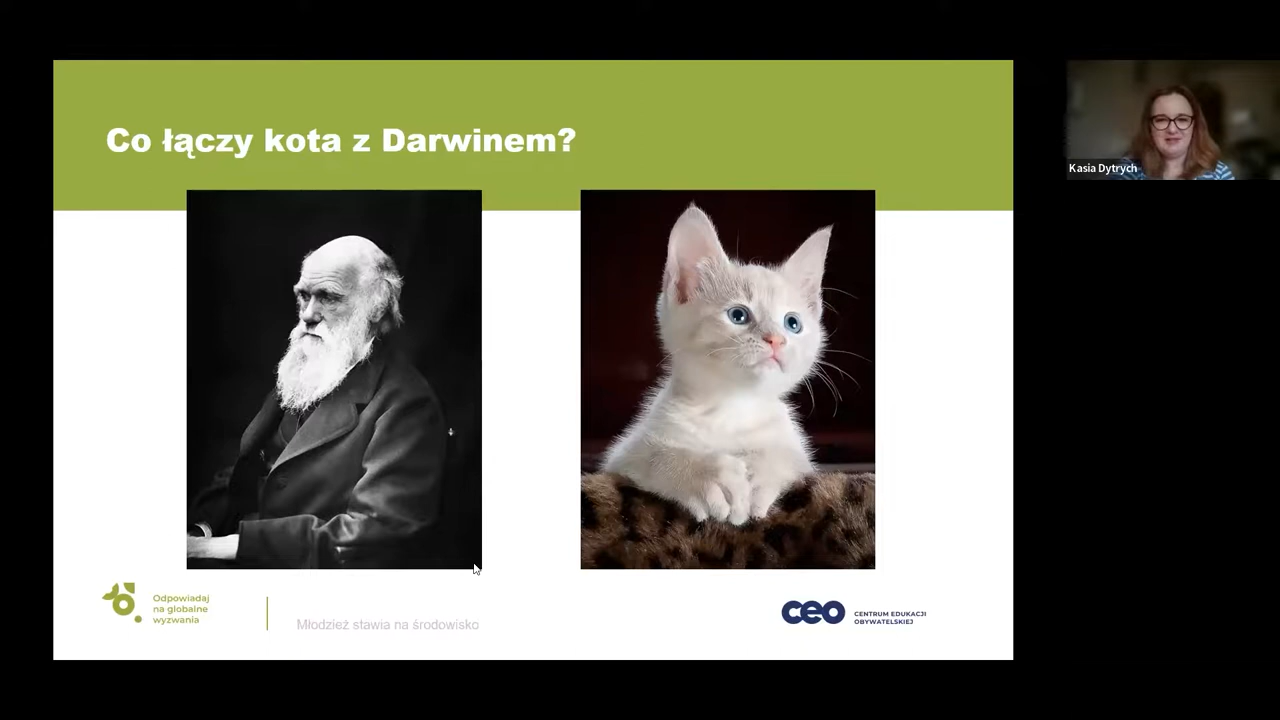 Co łączy kota z Darwinem?
Kasia Dytrych
Odpowiadaj
na globalne
wyzwania
Młodzież stawia na środowisko
ceo
CENTRUM EDUKACJI
OBYWATELSKIEJ